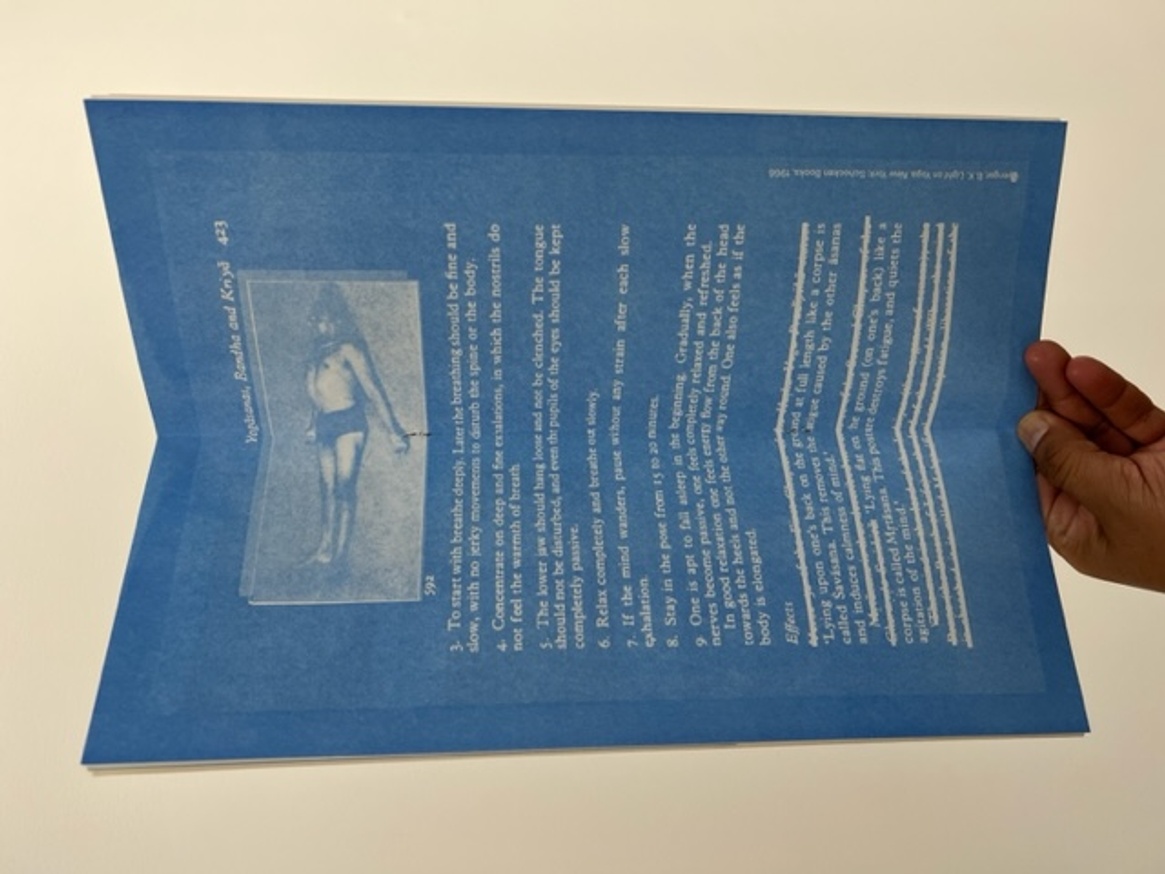 Yogāsanas, Bandha and Kriyā 423
592
3. To start with breathe deeply. Later the breathing should be fine and
slow, with no jerky movements to disturb the spine or the body.
4. Concentrate on deep and fine exalations, in which the nostrils do
not feel the warmth of breath
5. The lower jaw should hang loose and not be clenched. The tongue
should not be disturbed, and even the pupils of the eyes should be kept
completely passive.
6. Relax completely and breathe out slowly.
7. If the mind wanders, pause without any strain after each slow
exhalation.
8. Stay in the pose from 15 to 20 minutes.
9. One is apt to fall asleep in the beginning. Gradually, when the
nerves become passive, one feels completely relaxed and refreshed.
In good relaxation one feels energy flow from the back of the head
towards the heels and not the other way round. One also feels as if the
body is elongated.
Effects
'Lying upon one's back on the ground at full length like a corpse is
called Śavāsana. This removes the fatigue caused by the other āsanas
and induces calmness of mind.'
'Lying flat on the ground (on one's back) like a
corpse is called Mṛtāsana. This posture destroys fatigue, and quiets the
agitation of the mind.'
Iyengar, B.K. Light on Yoga. New York: Schocken Books, 1966